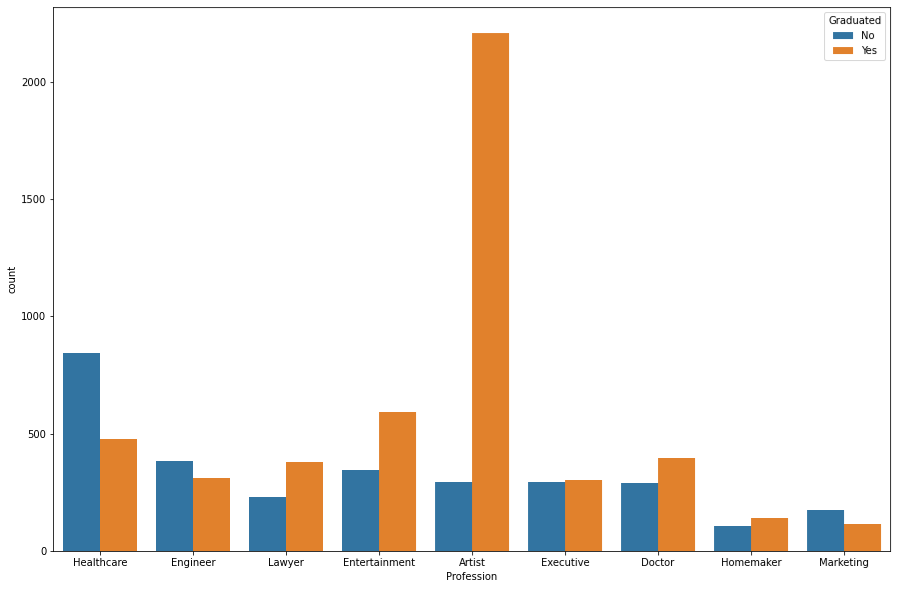 Graduated
No
Yes
2000
1500
1000
500
0
count
Healthcare Engineer Lawyer Entertainment Artist Executive Doctor Homemaker Marketing
Profession